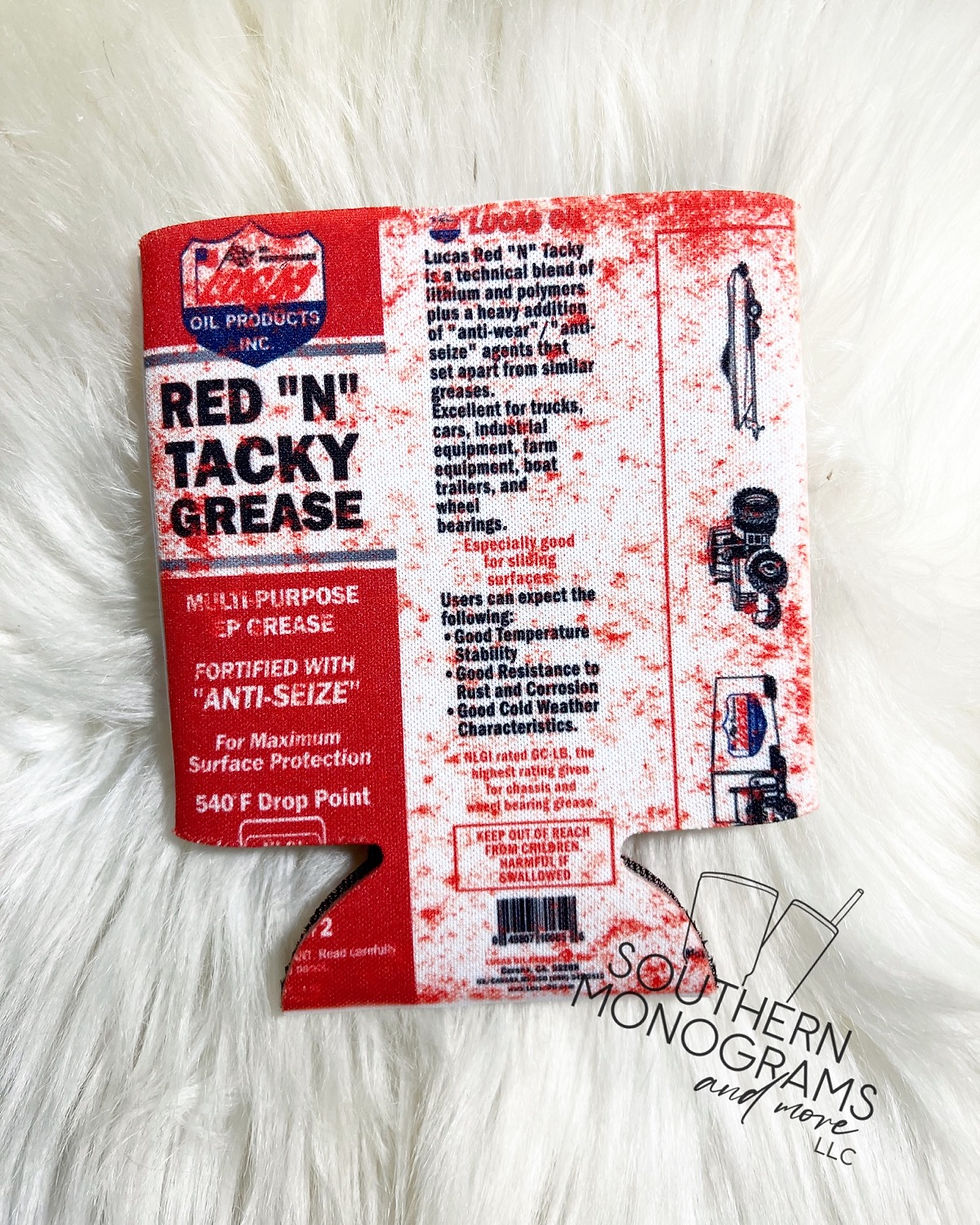 Lucas
OIL PRODUCTS
INC
RED "N"
TACKY
GREASE
MULTI-PURPOSE
EP GREASE
FORTIFIED WITH
"ANTI-SEIZE"
For Maximum
Surface Protection
540°F Drop Point
2
Read carefully
LUCAS OIL
Lucas Red "N" Tacky
is a technical blend of
lithium and polymers
plus a heavy addition
of "anti-wear"/"anti-
seize" agents that
set apart from similar
greases.
Excellent for trucks,
cars, industrial
equipment, farm
equipment, boat
trailers, and
wheel
bearings.
Especially good
for sliding
surfaces.
Users can expect the
following:
• Good Temperature
Stability
• Good Resistance to
Rust and Corrosion
• Good Cold Weather
Characteristics.
NLGI rated GC-LB, the
highest rating given
for chassis and
wheel bearing grease.
KEEP OUT OF REACH
FROM CHILDREN
HARMFUL IF
SWALLOWED
Lucas
SOUTHERN
MONOGRAMS
and more
LLC